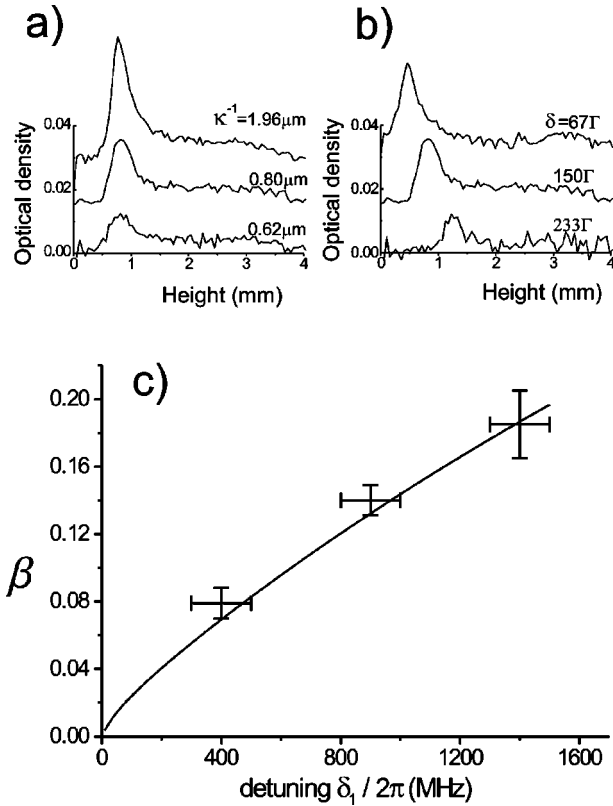 a)
κ⁻¹=1.96μm
0.80μm
0.62μm
0.04
0.02
0.00
Optical density
0 1 2 3 4
Height (mm)
b)
δ=67Γ
150Γ
233Γ
0.04
0.02
0.00
Optical density
0 1 2 3 4
Height (mm)
c)
0.20
0.16
0.12
0.08
0.04
0.00
β
0 400 800 1200 1600
detuning δ₁ / 2π (MHz)